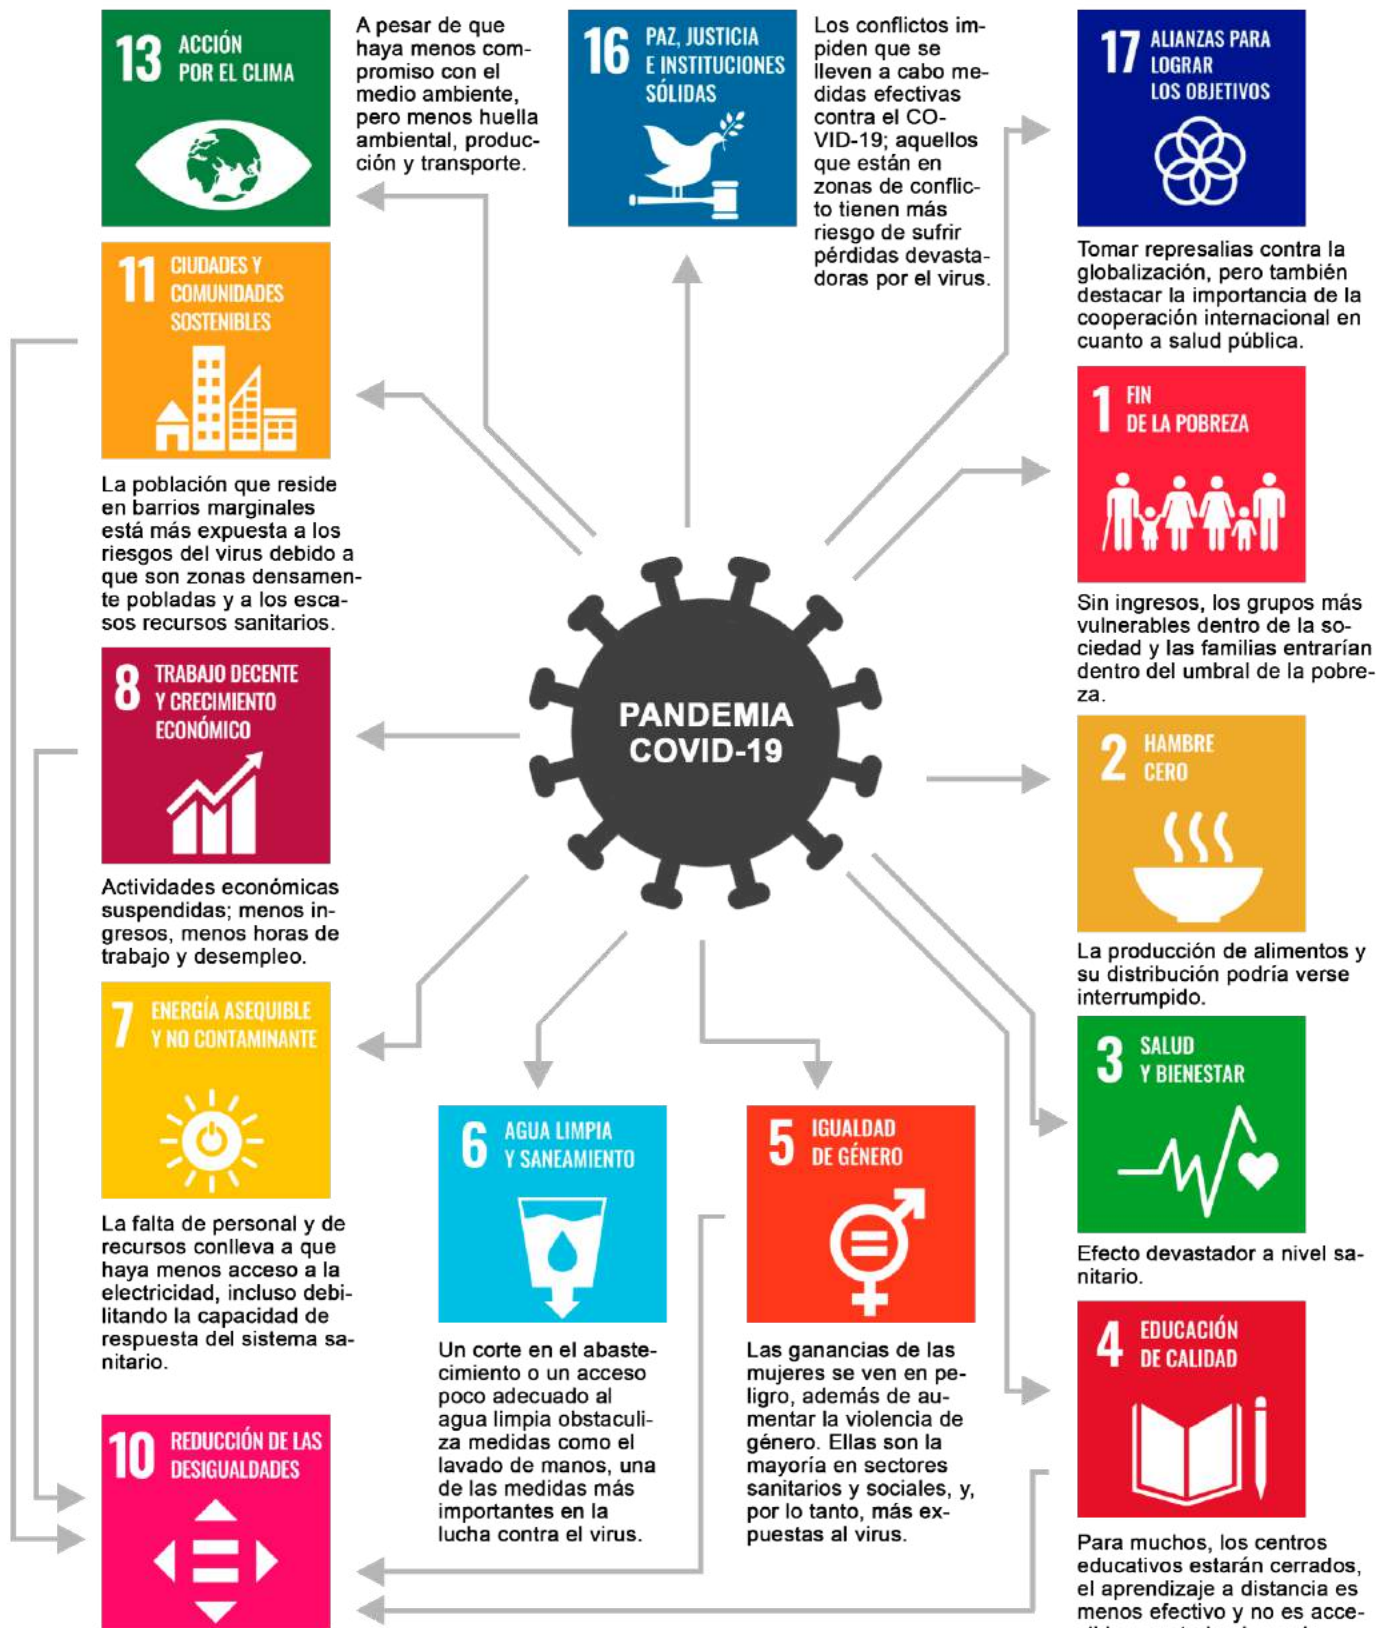 13 ACCIÓN
POR EL CLIMA
A pesar de que
haya menos com-
promiso con el
medio ambiente,
pero menos huella
ambiental, produc-
ción y transporte.
16 PAZ, JUSTICIA
E INSTITUCIONES
SÓLIDAS
Los conflictos im-
piden que se
lleven a cabo me-
didas efectivas
contra el CO-
VID-19; aquellos
que están en
zonas de conflic-
to tienen más
riesgo de sufrir
pérdidas devasta-
doras por el virus.
17 ALIANZAS PARA
LOGRAR
LOS OBJETIVOS
Tomar represalias contra la
globalización, pero también
destacar la importancia de la
cooperación internacional en
cuanto a salud pública.
11 CIUDADES Y
COMUNIDADES
SOSTENIBLES
La población que reside
en barrios marginales
está más expuesta a los
riesgos del virus debido a
que son zonas densamen-
te pobladas y a los esca-
sos recursos sanitarios.
1 FIN
DE LA POBREZA
Sin ingresos, los grupos más
vulnerables dentro de la so-
ciedad y las familias entrarían
dentro del umbral de la pobre-
za.
PANDEMIA
COVID-19
8 TRABAJO DECENTE
Y CRECIMIENTO
ECONÓMICO
Actividades económicas
suspendidas; menos in-
gresos, menos horas de
trabajo y desempleo.
2 HAMBRE
CERO
La producción de alimentos y
su distribución podría verse
interrumpido.
7 ENERGÍA ASEQUIBLE
Y NO CONTAMINANTE
La falta de personal y de
recursos conlleva a que
haya menos acceso a la
electricidad, incluso debi-
litando la capacidad de
respuesta del sistema sa-
nitario.
6 AGUA LIMPIA
Y SANEAMIENTO
Un corte en el abaste-
cimiento o un acceso
poco adecuado al
agua limpia obstaculi-
za medidas como el
lavado de manos, una
de las medidas más
importantes en la
lucha contra el virus.
5 IGUALDAD
DE GÉNERO
Las ganancias de las
mujeres se ven en pe-
ligro, además de au-
mentar la violencia de
género. Ellas son la
mayoría en sectores
sanitarios y sociales, y,
por lo tanto, más ex-
puestas al virus.
3 SALUD
Y BIENESTAR
Efecto devastador a nivel sa-
nitario.
4 EDUCACIÓN
DE CALIDAD
Para muchos, los centros
educativos estarán cerrados,
el aprendizaje a distancia es
menos efectivo y no es acce-
10 REDUCCIÓN DE LAS
DESIGUALDADES